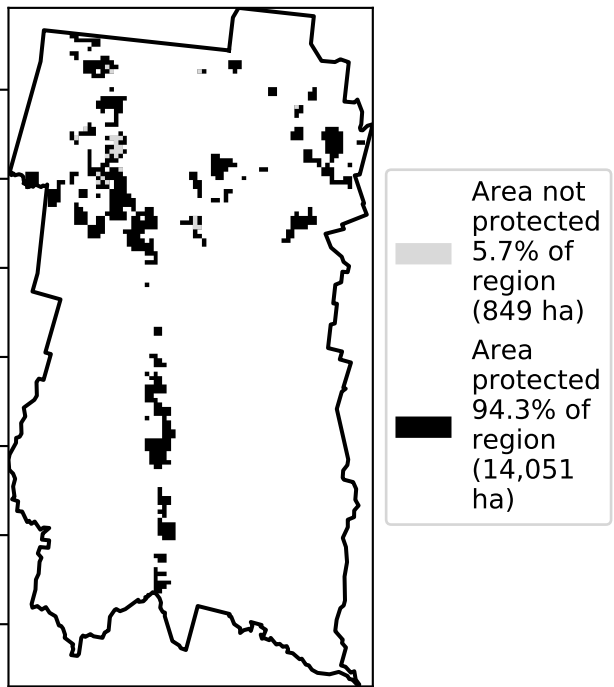 Area not
protected
5.7% of
region
(849 ha)
Area
protected
94.3% of
region
(14,051
ha)